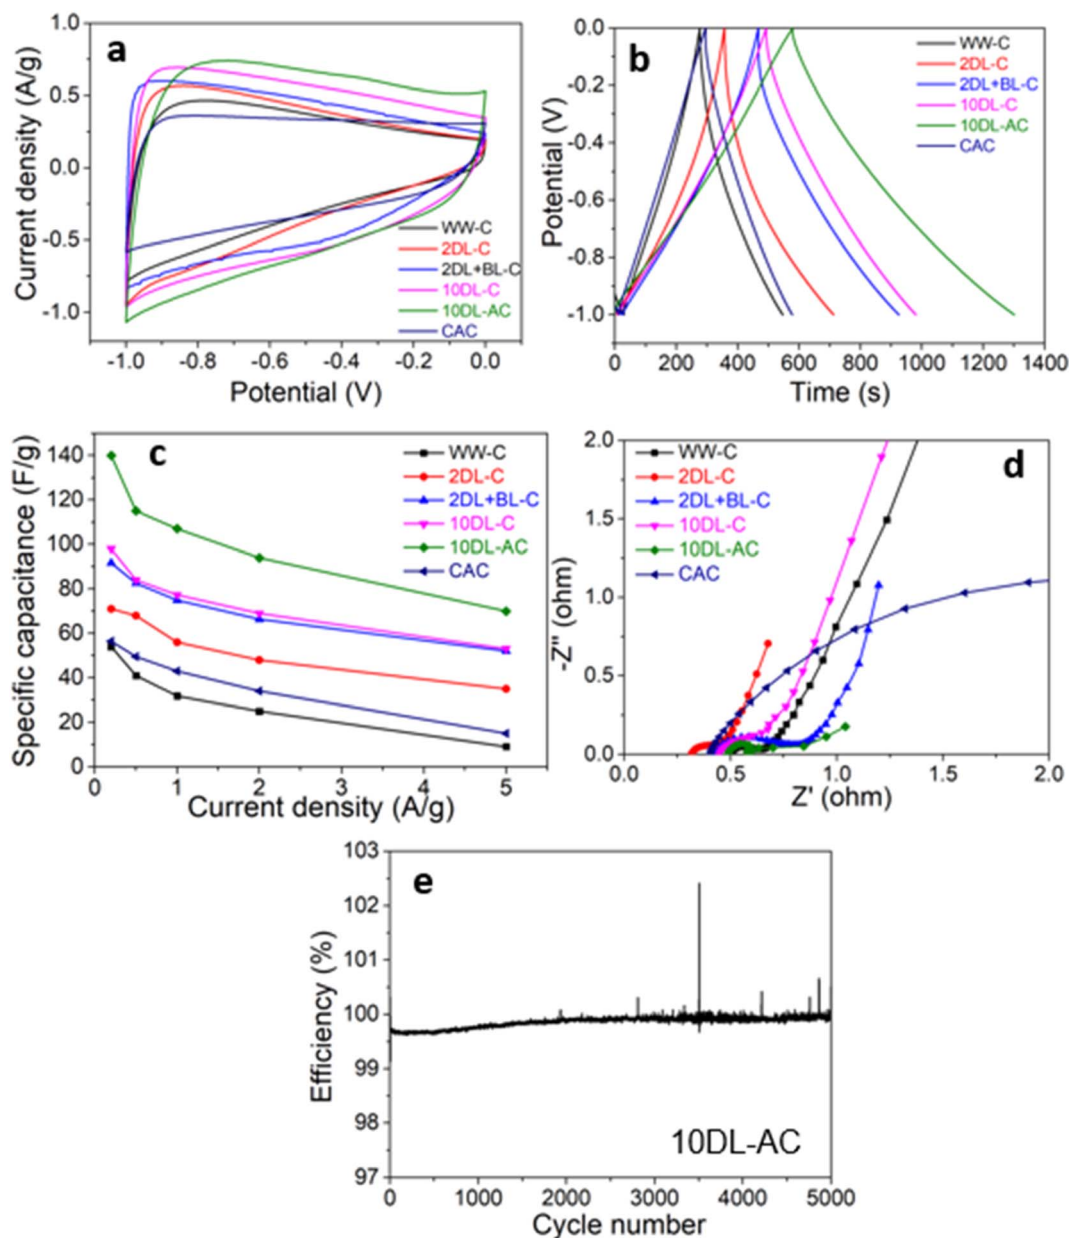 a
Current density (A/g)
1.0
0.5
0.0
-0.5
-1.0
-1.0 -0.8 -0.6 -0.4 -0.2 0.0
Potential (V)
WW-C
2DL-C
2DL+BL-C
10DL-C
10DL-AC
CAC
b
Potential (V)
0.0
-0.2
-0.4
-0.6
-0.8
-1.0
0 200 400 600 800 1000 1200 1400
Time (s)
WW-C
2DL-C
2DL+BL-C
10DL-C
10DL-AC
CAC
c
Specific capacitance (F/g)
140
120
100
80
60
40
20
0
0 1 2 3 4 5
Current density (A/g)
WW-C
2DL-C
2DL+BL-C
10DL-C
10DL-AC
CAC
d
-Z" (ohm)
2.0
1.5
1.0
0.5
0.0
0.0 0.5 1.0 1.5 2.0
Z' (ohm)
WW-C
2DL-C
2DL+BL-C
10DL-C
10DL-AC
CAC
e
Efficiency (%)
103
102
101
100
99
98
97
10DL-AC
0 1000 2000 3000 4000 5000
Cycle number